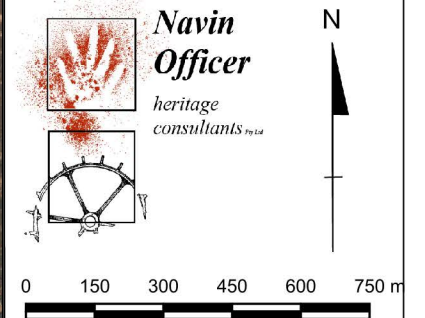 Navin
Officer
heritage
consultants Pty Ltd
N
0 150 300 450 600 750 m